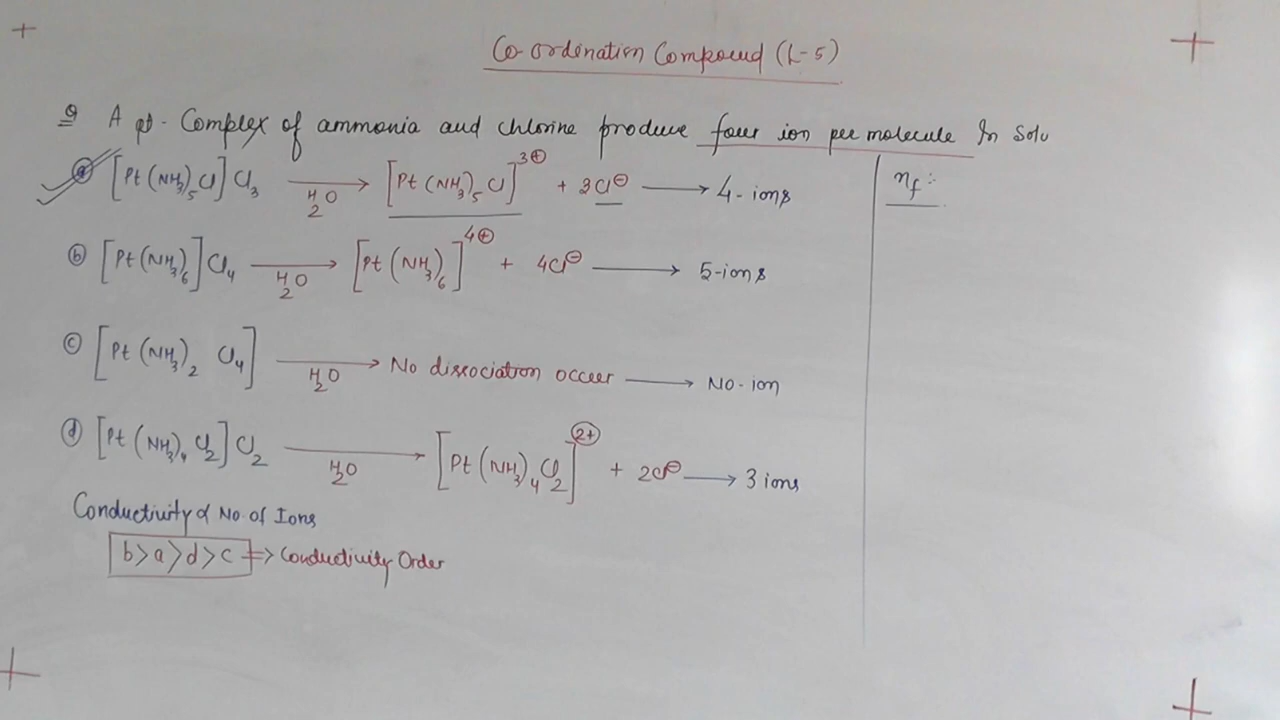 Co-ordination Compound (L-5)
Q A pt- Complex of ammonia and chlorine produce four ion per molecule In Solu
ⓐ [Pt(NH₃)₅Cl]Cl₃ ⟶ H₂O [Pt(NH₃)₅Cl]³⊕ + 3Cl⊖ ⟶ 4-ions
n_f :-
ⓑ [Pt(NH₃)₆]Cl₄ ⟶ H₂O [Pt(NH₃)₆]⁴⊕ + 4Cl⊖ ⟶ 5-ions
ⓒ [Pt(NH₃)₂ Cl₄] ⟶ H₂O No dissociation occur ⟶ No-ion
ⓓ [Pt(NH₃)₄Cl₂]Cl₂ ⟶ H₂O [Pt(NH₃)₄Cl₂]²⁺ + 2Cl⊖ ⟶ 3 ions
Conductivity ∝ No. of Ions
b>a>d>c => Conductivity Order